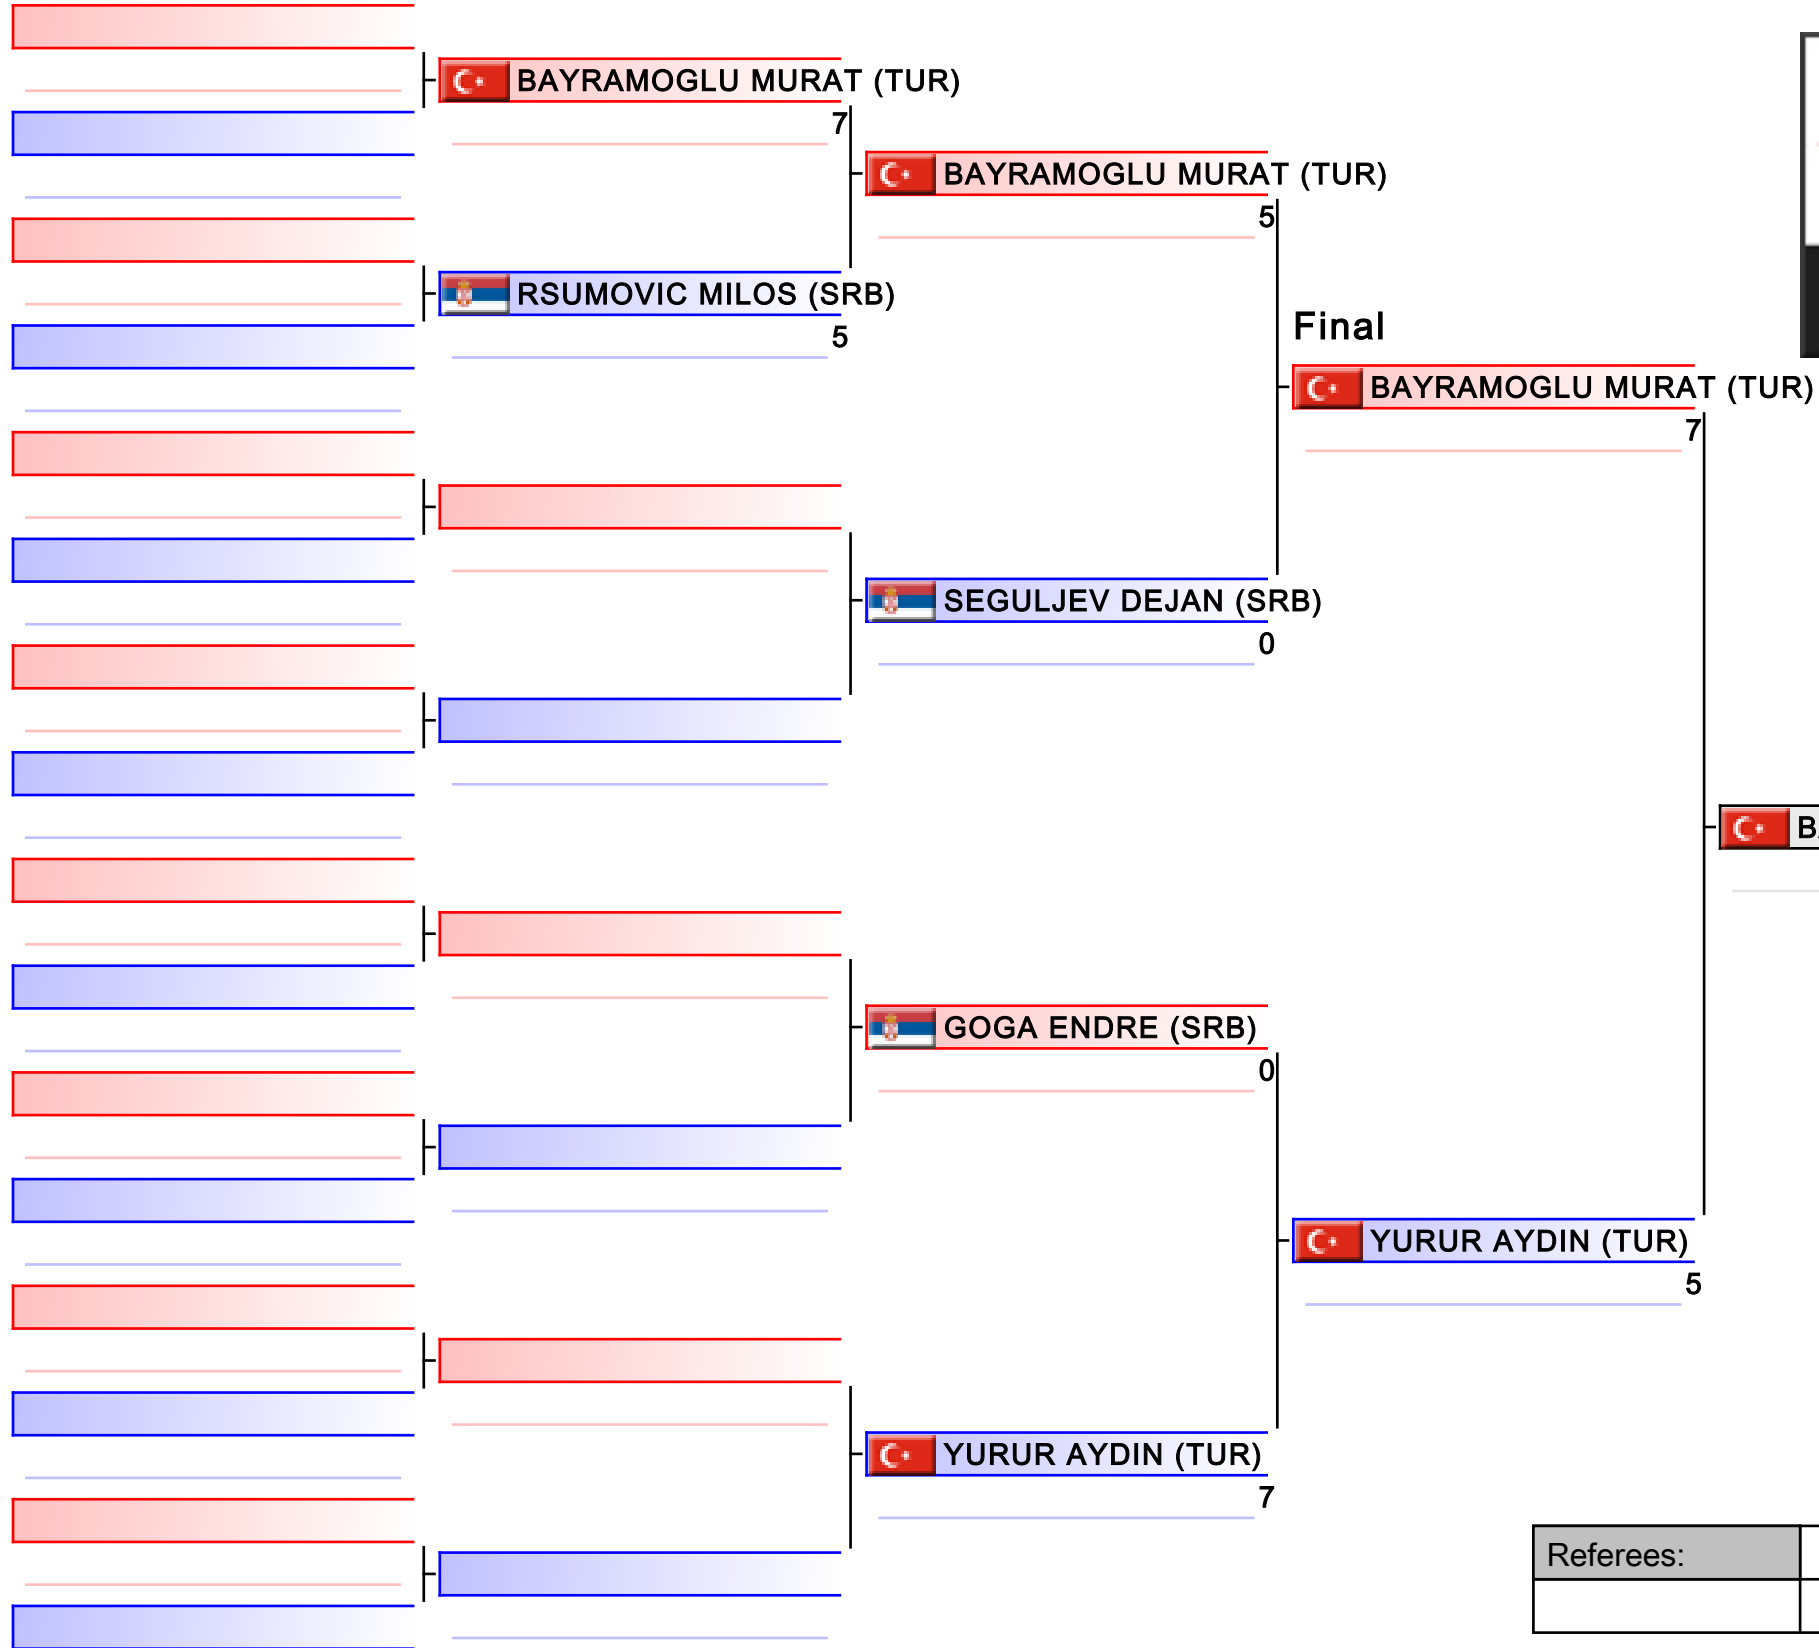 BAYRAMOGLU MURAT (TUR)
7
BAYRAMOGLU MURAT (TUR)
5
RSUMOVIC MILOS (SRB)
5
Final
BAYRAMOGLU MURAT (TUR)
7
SEGULJEV DEJAN (SRB)
0
GOGA ENDRE (SRB)
0
YURUR AYDIN (TUR)
5
YURUR AYDIN (TUR)
7
Referees: